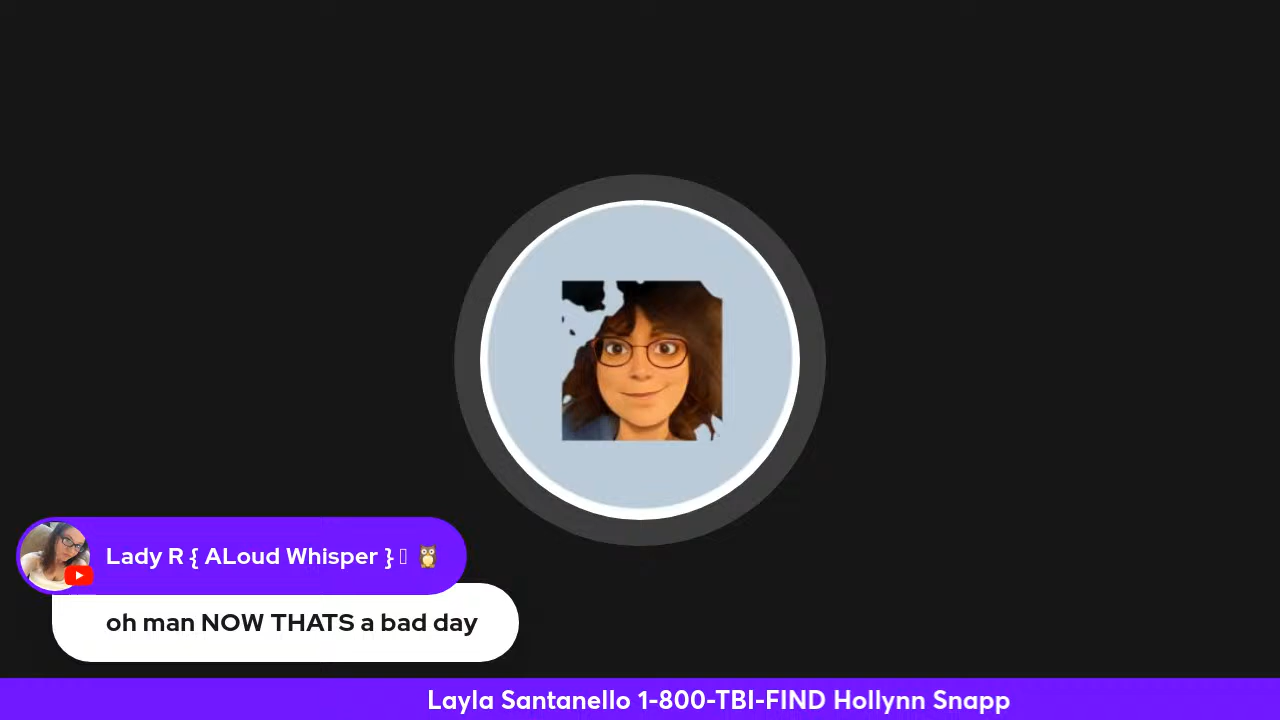 Lady R { ALoud Whisper } 🦉
oh man NOW THATS a bad day
Layla Santanello 1-800-TBI-FIND Hollynn Snapp